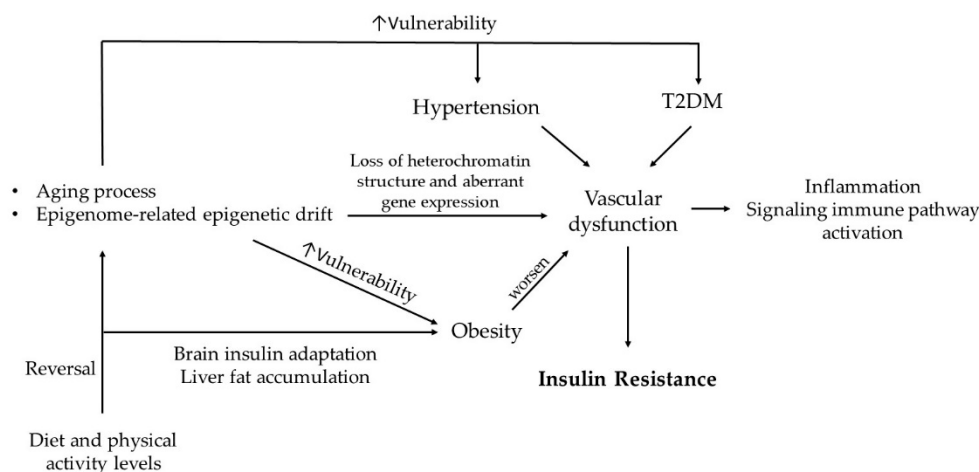 ↑Vulnerability
Hypertension
T2DM
Loss of heterochromatin
structure and aberrant
gene expression
• Aging process
• Epigenome-related epigenetic drift
Vascular
dysfunction
Inflammation
Signaling immune pathway
activation
↑Vulnerability
worsen
Obesity
Brain insulin adaptation
Liver fat accumulation
Reversal
Insulin Resistance
Diet and physical
activity levels